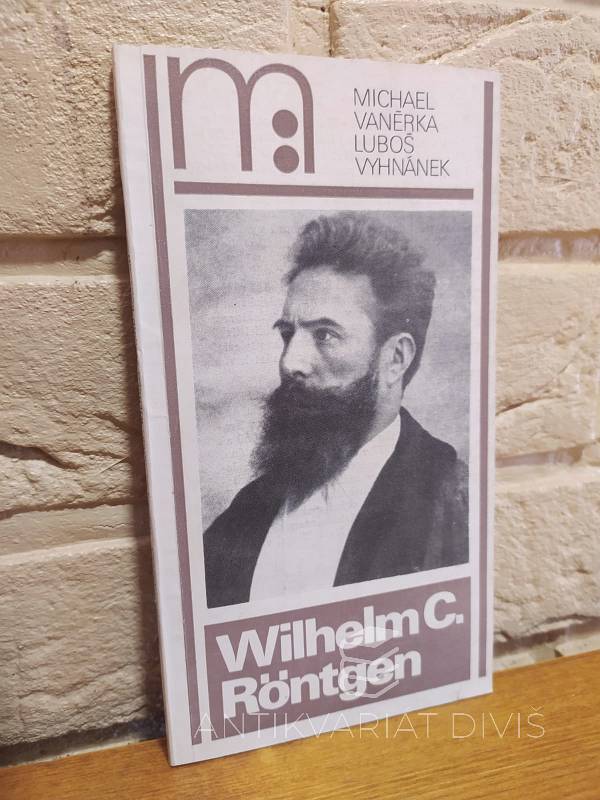 m:
MICHAEL
VANĚRKA
LUBOŠ
VYHNÁNEK
Wilhelm C.
Röntgen
ANTIKVARIAT DIVIŠ